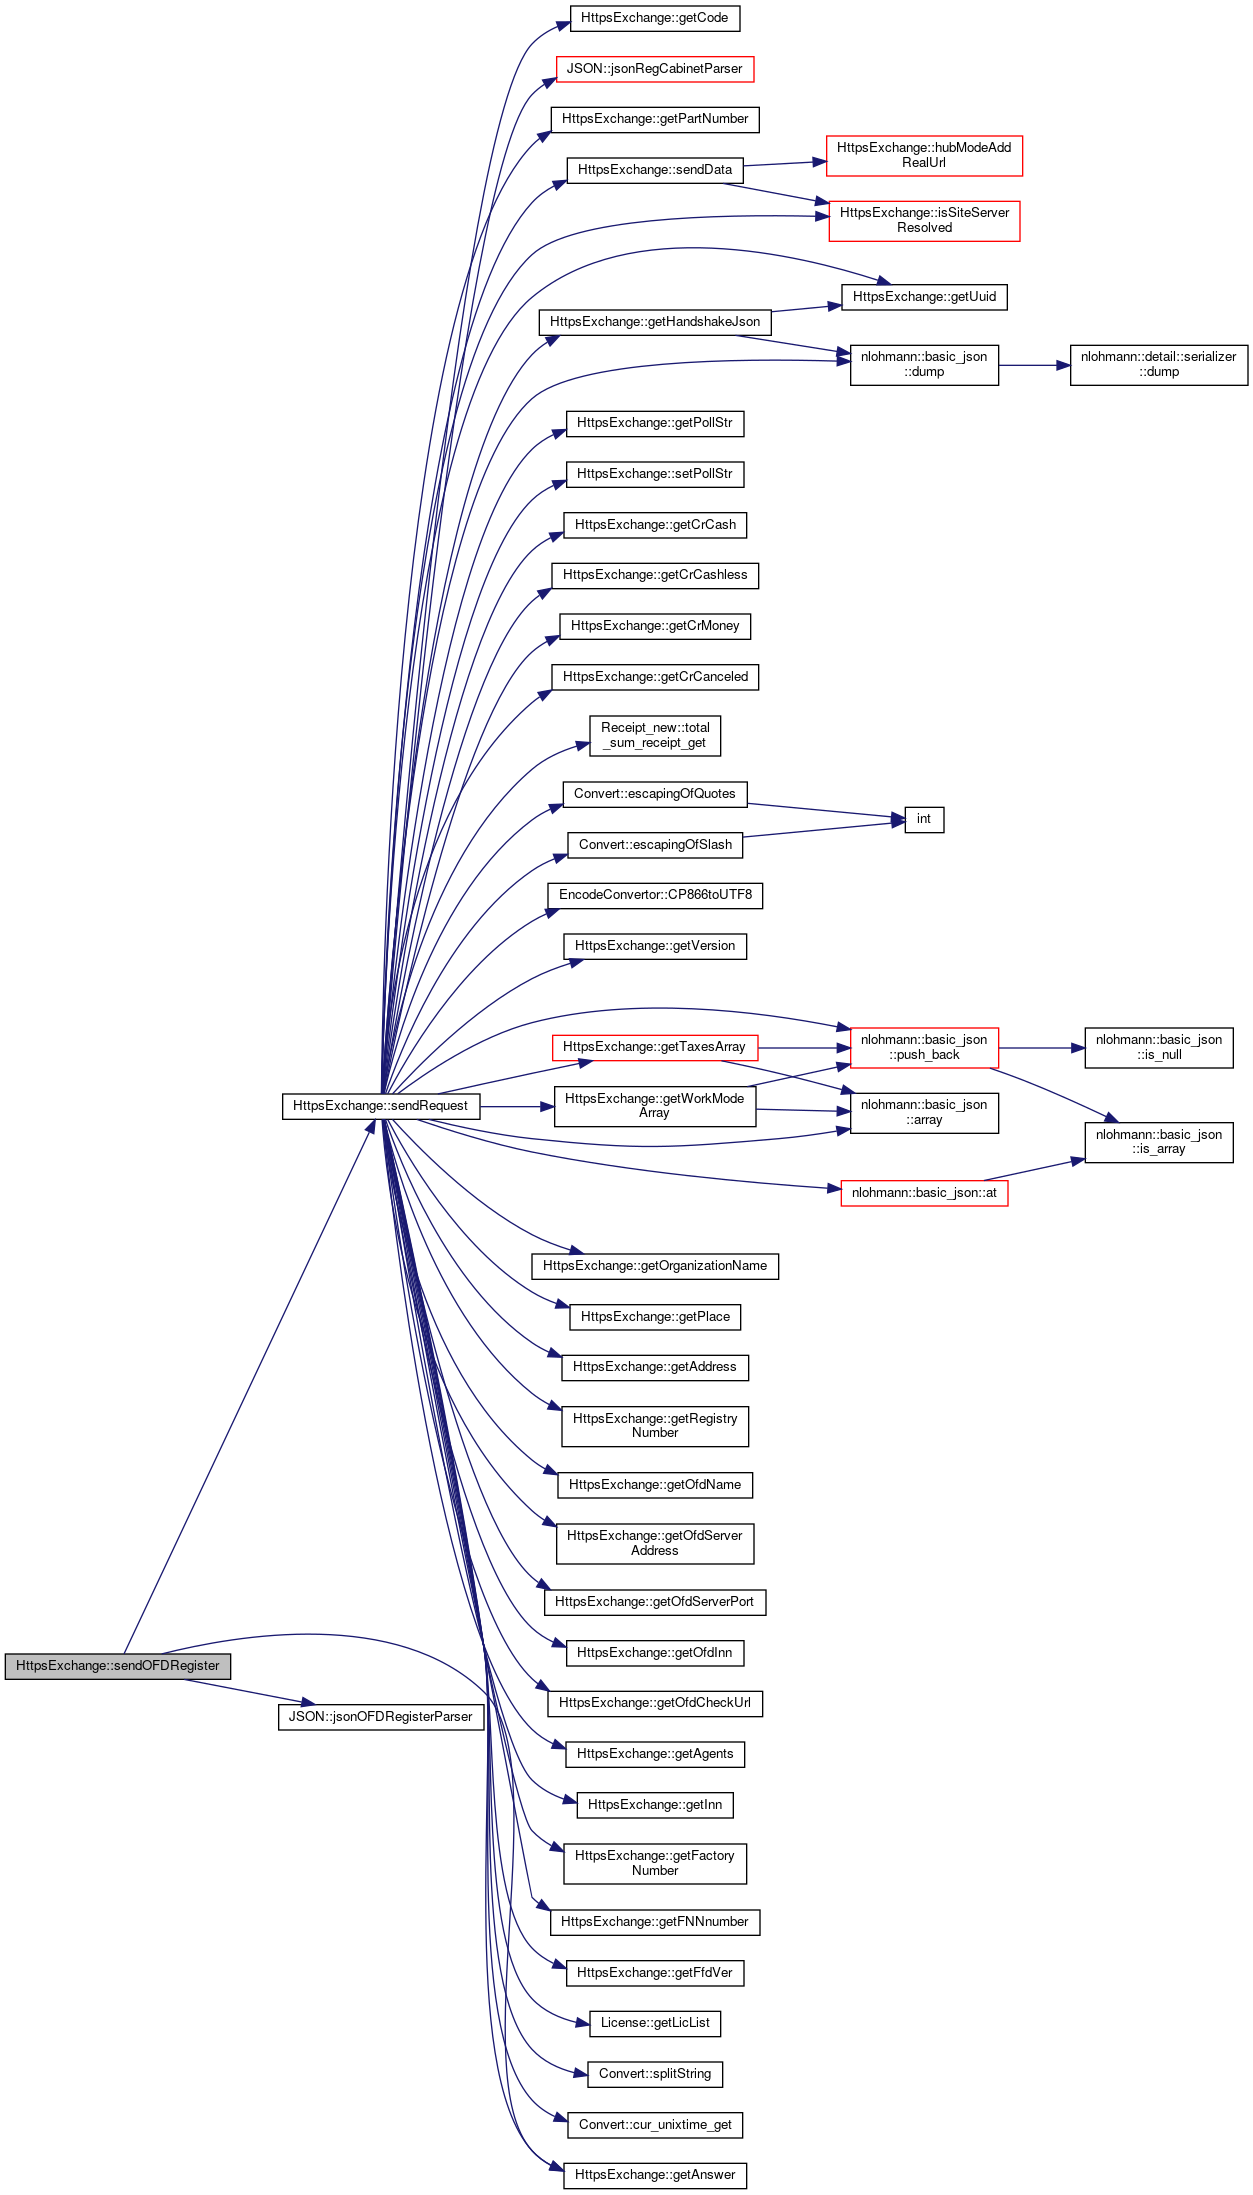 HttpsExchange::getCode
JSON::jsonRegCabinetParser
HttpsExchange::getPartNumber
HttpsExchange::sendData
HttpsExchange::hubModeAdd
RealUrl
HttpsExchange::isSiteServer
Resolved
HttpsExchange::getUuid
HttpsExchange::getHandshakeJson
nlohmann::basic_json
::dump
nlohmann::detail::serializer
::dump
HttpsExchange::getPollStr
HttpsExchange::setPollStr
HttpsExchange::getCrCash
HttpsExchange::getCrCashless
HttpsExchange::getCrMoney
HttpsExchange::getCrCanceled
Receipt_new::total
_sum_receipt_get
Convert::escapingOfQuotes
int
Convert::escapingOfSlash
EncodeConvertor::CP866toUTF8
HttpsExchange::getVersion
HttpsExchange::getTaxesArray
nlohmann::basic_json
::push_back
nlohmann::basic_json
::is_null
HttpsExchange::sendRequest
HttpsExchange::getWorkMode
Array
nlohmann::basic_json
::array
nlohmann::basic_json
::is_array
nlohmann::basic_json::at
HttpsExchange::getOrganizationName
HttpsExchange::getPlace
HttpsExchange::getAddress
HttpsExchange::getRegistry
Number
HttpsExchange::getOfdName
HttpsExchange::getOfdServer
Address
HttpsExchange::getOfdServerPort
HttpsExchange::getOfdInn
HttpsExchange::sendOFDRegister
JSON::jsonOFDRegisterParser
HttpsExchange::getOfdCheckUrl
HttpsExchange::getAgents
HttpsExchange::getInn
HttpsExchange::getFactory
Number
HttpsExchange::getFNNnumber
HttpsExchange::getFfdVer
License::getLicList
Convert::splitString
Convert::cur_unixtime_get
HttpsExchange::getAnswer